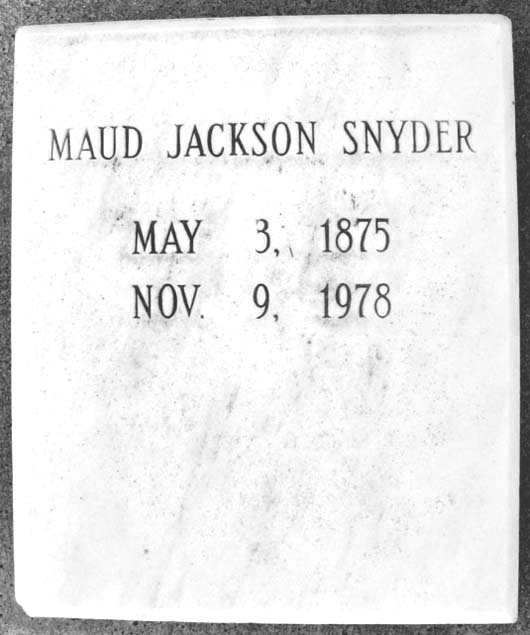 MAUD JACKSON SNYDER
MAY 3, 1875
NOV. 9, 1978